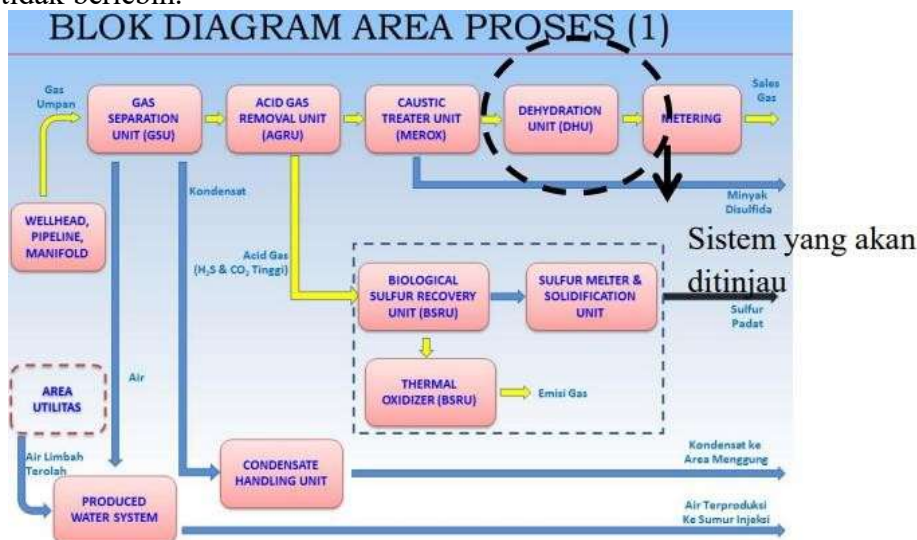 tidak berlebih.
BLOK DIAGRAM AREA PROSES (1)
Gas
Umpan
GAS
SEPARATION
UNIT (GSU)
ACID GAS
REMOVAL UNIT
(AGRU)
CAUSTIC
TREATER UNIT
(MEROX)
DEHYDRATION
UNIT (DHU)
METERING
Sales
Gas
Kondensat
Minyak
Disulfida
WELLHEAD,
PIPELINE,
MANIFOLD
Sistem yang akan
ditinjau
Acid Gas
(H₂S & CO₂ Tinggi)
BIOLOGICAL
SULFUR RECOVERY
UNIT (BSRU)
SULFUR MELTER &
SOLIDIFICATION
UNIT
Sulfur
Padat
Air
AREA
UTILITAS
THERMAL
OXIDIZER (BSRU)
Emisi Gas
Air Limbah
Terolah
CONDENSATE
HANDLING UNIT
Kondensat ke
Area Menggung
PRODUCED
WATER SYSTEM
Air Terproduksi
Ke Sumur Injeksi